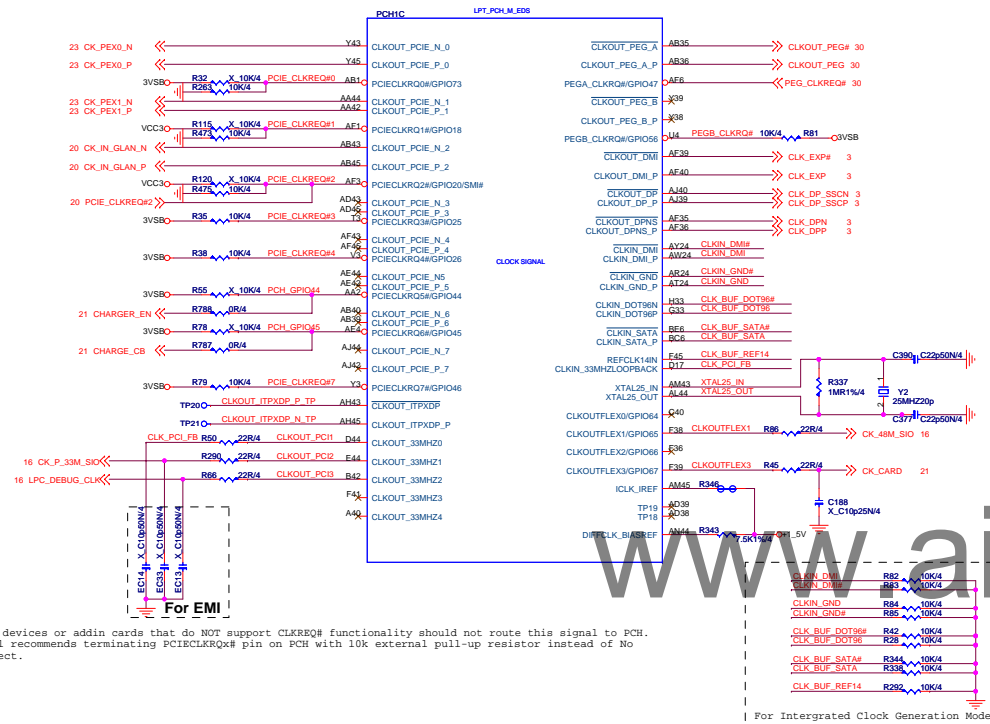 PCH1C
LPT_PCH_M_EDS
CLOCK SIGNAL
23 CK_PEX0_N
Y43
CLKOUT_PCIE_N_0
23 CK_PEX0_P
Y45
CLKOUT_PCIE_P_0
3VSB
R32
X_10K/4
PCIE_CLKREQ#0
AB1
PCIECLKRQ0#/GPIO73
R263
10K/4
23 CK_PEX1_N
AA44
CLKOUT_PCIE_N_1
23 CK_PEX1_P
AA42
CLKOUT_PCIE_P_1
VCC3
R115
X_10K/4
PCIE_CLKREQ#1
AF1
PCIECLKRQ1#/GPIO18
R473
10K/4
20 CK_IN_GLAN_N
AB43
CLKOUT_PCIE_N_2
20 CK_IN_GLAN_P
AB45
CLKOUT_PCIE_P_2
VCC3
R120
X_10K/4
PCIE_CLKREQ#2
AF3
PCIECLKRQ2#/GPIO20/SMI#
R475
10K/4
20 PCIE_CLKREQ#2
AD43
CLKOUT_PCIE_N_3
AD45
CLKOUT_PCIE_P_3
3VSB
R35
10K/4
PCIE_CLKREQ#3
T3
PCIECLKRQ3#/GPIO25
AF43
CLKOUT_PCIE_N_4
AF45
CLKOUT_PCIE_P_4
3VSB
R38
10K/4
PCIE_CLKREQ#4
V3
PCIECLKRQ4#/GPIO26
AE44
CLKOUT_PCIE_N5
AE42
CLKOUT_PCIE_P_5
3VSB
R55
X_10K/4
PCH_GPIO44
AA2
PCIECLKRQ5#/GPIO44
21 CHARGER_EN
R788
0R/4
AB40
CLKOUT_PCIE_N_6
AB39
CLKOUT_PCIE_P_6
3VSB
R78
X_10K/4
PCH_GPIO45
AE4
PCIECLKRQ6#/GPIO45
21 CHARGE_CB
R787
0R/4
AJ44
CLKOUT_PCIE_N_7
AJ42
CLKOUT_PCIE_P_7
3VSB
R79
10K/4
PCIE_CLKREQ#7
Y3
PCIECLKRQ7#/GPIO46
TP20
CLKOUT_ITPXDP_P_TP
AH43
CLKOUT_ITPXDP
TP21
CLKOUT_ITPXDP_N_TP
AH45
CLKOUT_ITPXDP_P
CLK_PCI_FB
R50
22R/4
CLKOUT_PCI1
D44
CLKOUT_33MHZ0
16 CK_P_33M_SIO
R290
22R/4
CLKOUT_PCI2
E44
CLKOUT_33MHZ1
16 LPC_DEBUG_CLK
R66
22R/4
CLKOUT_PCI3
B42
CLKOUT_33MHZ2
F41
CLKOUT_33MHZ3
A40
CLKOUT_33MHZ4
EC14 X_C10p50N/4
EC33 X_C10p50N/4
EC13 X_C10p50N/4
For EMI
CLKOUT_PEG_A
AB35
CLKOUT_PEG# 30
CLKOUT_PEG_A_P
AB36
CLKOUT_PEG 30
PEGA_CLKRQ#/GPIO47
AF6
PEG_CLKREQ# 30
CLKOUT_PEG_B
Y39
CLKOUT_PEG_B_P
Y38
PEGB_CLKRQ#/GPIO56
U4
PEGB_CLKRQ#
10K/4
R81
3VSB
CLKOUT_DMI
AF39
CLK_EXP# 3
CLKOUT_DMI_P
AF40
CLK_EXP 3
CLKOUT_DP
AJ40
CLK_DP_SSCN 3
CLKOUT_DP_P
AJ39
CLK_DP_SSCP 3
CLKOUT_DPNS
AF35
CLK_DPN 3
CLKOUT_DPNS_P
AF36
CLK_DPP 3
CLKIN_DMI
AY24
CLKIN_DMI#
CLKIN_DMI_P
AW24
CLKIN_DMI
CLKIN_GND
AR24
CLKIN_GND#
CLKIN_GND_P
AT24
CLKIN_GND
CLKIN_DOT96N
H33
CLK_BUF_DOT96#
CLKIN_DOT96P
G33
CLK_BUF_DOT96
CLKIN_SATA
BE6
CLK_BUF_SATA#
CLKIN_SATA_P
BC6
CLK_BUF_SATA
REFCLK14IN
F45
CLK_BUF_REF14
CLKIN_33MHZLOOPBACK
D17
CLK_PCI_FB
XTAL25_IN
AM43
XTAL25_IN
XTAL25_OUT
AL44
XTAL25_OUT
CLKOUTFLEX0/GPIO64
C40
CLKOUTFLEX1/GPIO65
F38
CLKOUTFLEX1
R86
22R/4
CK_48M_SIO 16
CLKOUTFLEX2/GPIO66
F36
CLKOUTFLEX3/GPIO67
F39
CLKOUTFLEX3
R45
22R/4
CK_CARD 21
ICLK_IREF
AM45
R346
TP19
AD39
TP18
AD38
DIFFCLK_BIASREF
AN44
R343
7.5K1%/4
+1_5V
C390
C22p50N/4
R337
1MR1%/4
1
2
Y2
25MHZ20p
C377
C22p50N/4
C188
X_C10p25N/4
www.ai
CLKIN_DMI
R82
10K/4
CLKIN_DMI#
R83
10K/4
CLKIN_GND
R84
10K/4
CLKIN_GND#
R85
10K/4
CLK_BUF_DOT96#
R42
10K/4
CLK_BUF_DOT96
R28
10K/4
CLK_BUF_SATA#
R344
10K/4
CLK_BUF_SATA
R338
10K/4
CLK_BUF_REF14
R292
10K/4
For Intergrated Clock Generation Mode
devices or addin cards that do NOT support CLKREQ# functionality should not route this signal to PCH.
l recommends terminating PCIECLKRQx# pin on PCH with 10k external pull-up resistor instead of No
ect.